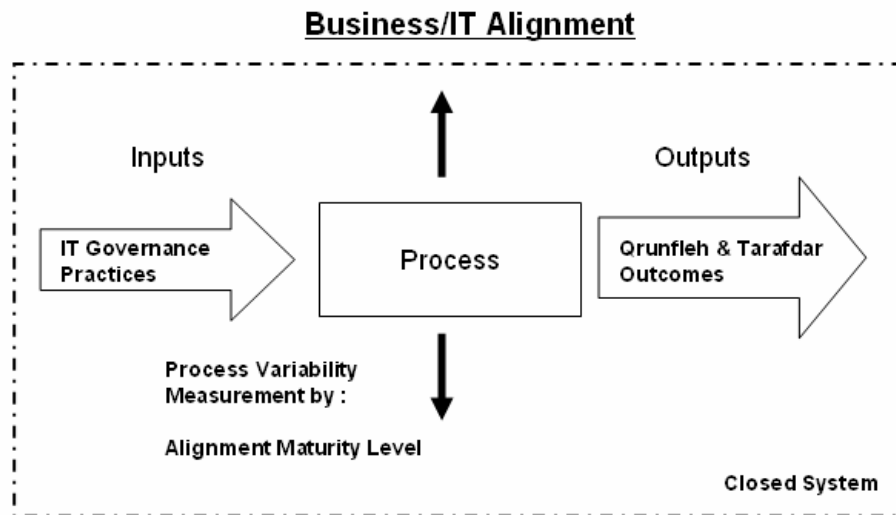 Business/IT Alignment
Inputs
Outputs
IT Governance
Practices
Process
Qrunfleh & Tarafdar
Outcomes
Process Variability
Measurement by :
Alignment Maturity Level
Closed System